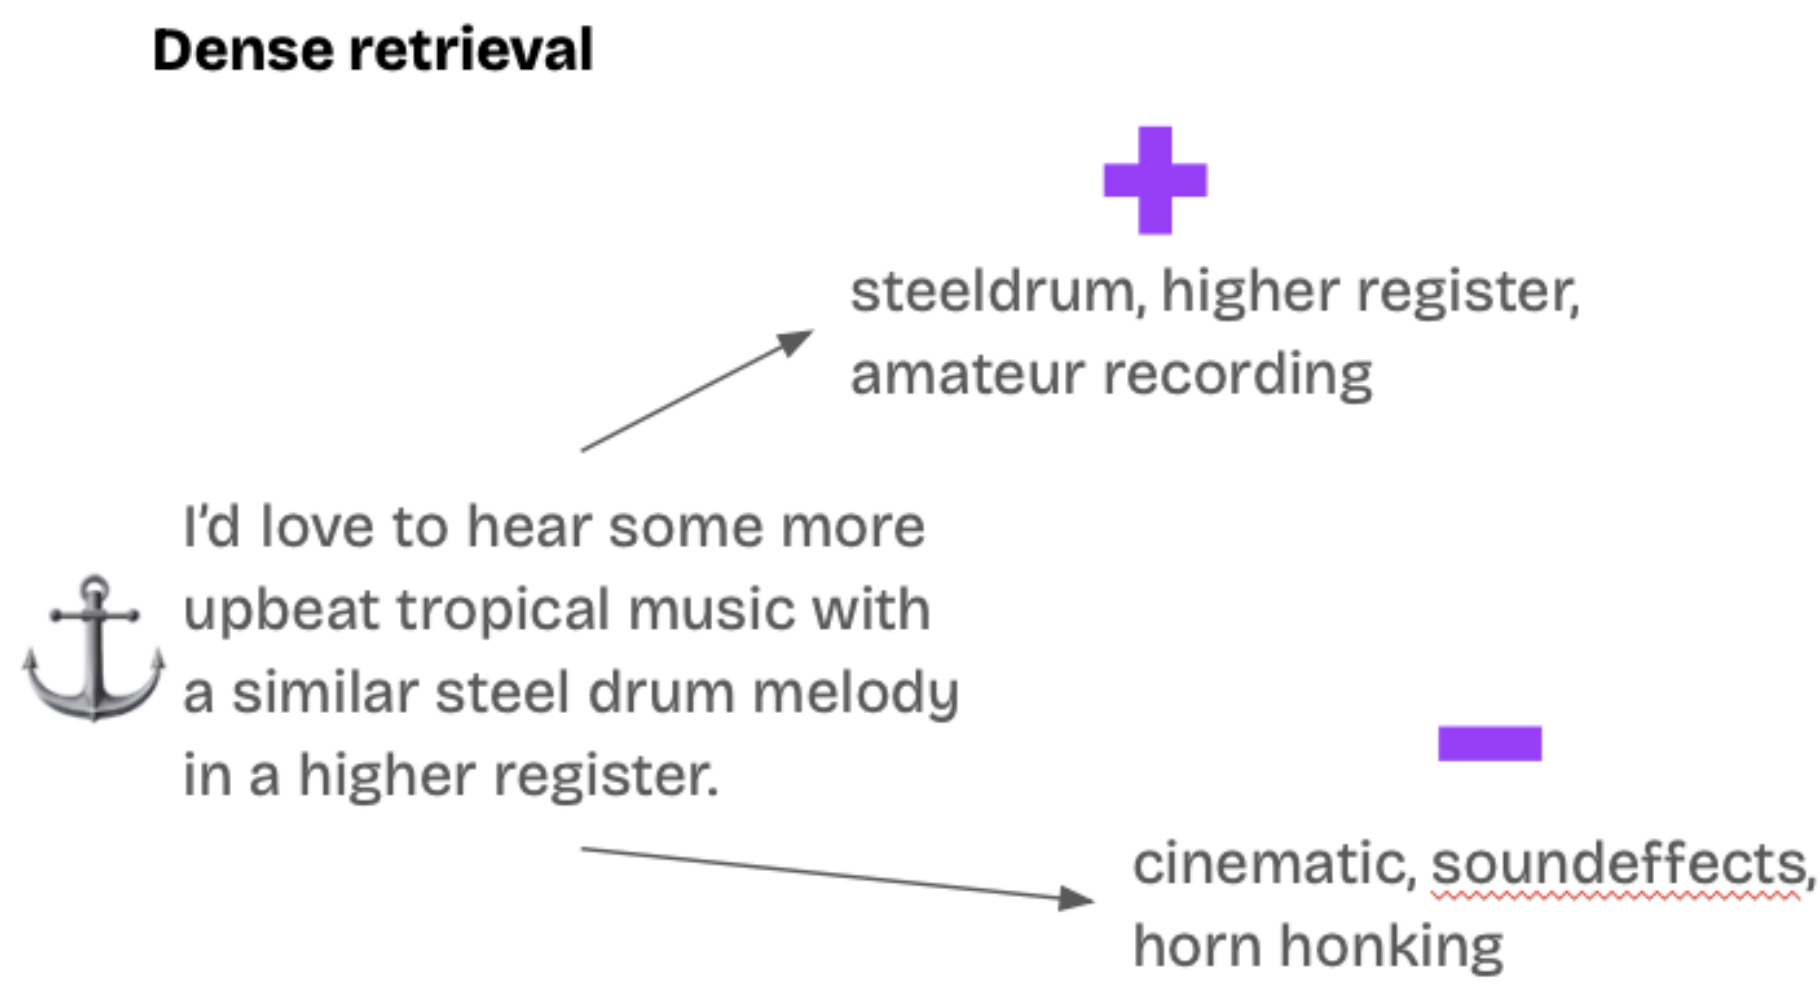 Dense retrieval
steeldrum, higher register,
amateur recording
I'd love to hear some more
upbeat tropical music with
a similar steel drum melody
in a higher register.
cinematic, soundeffects,
horn honking